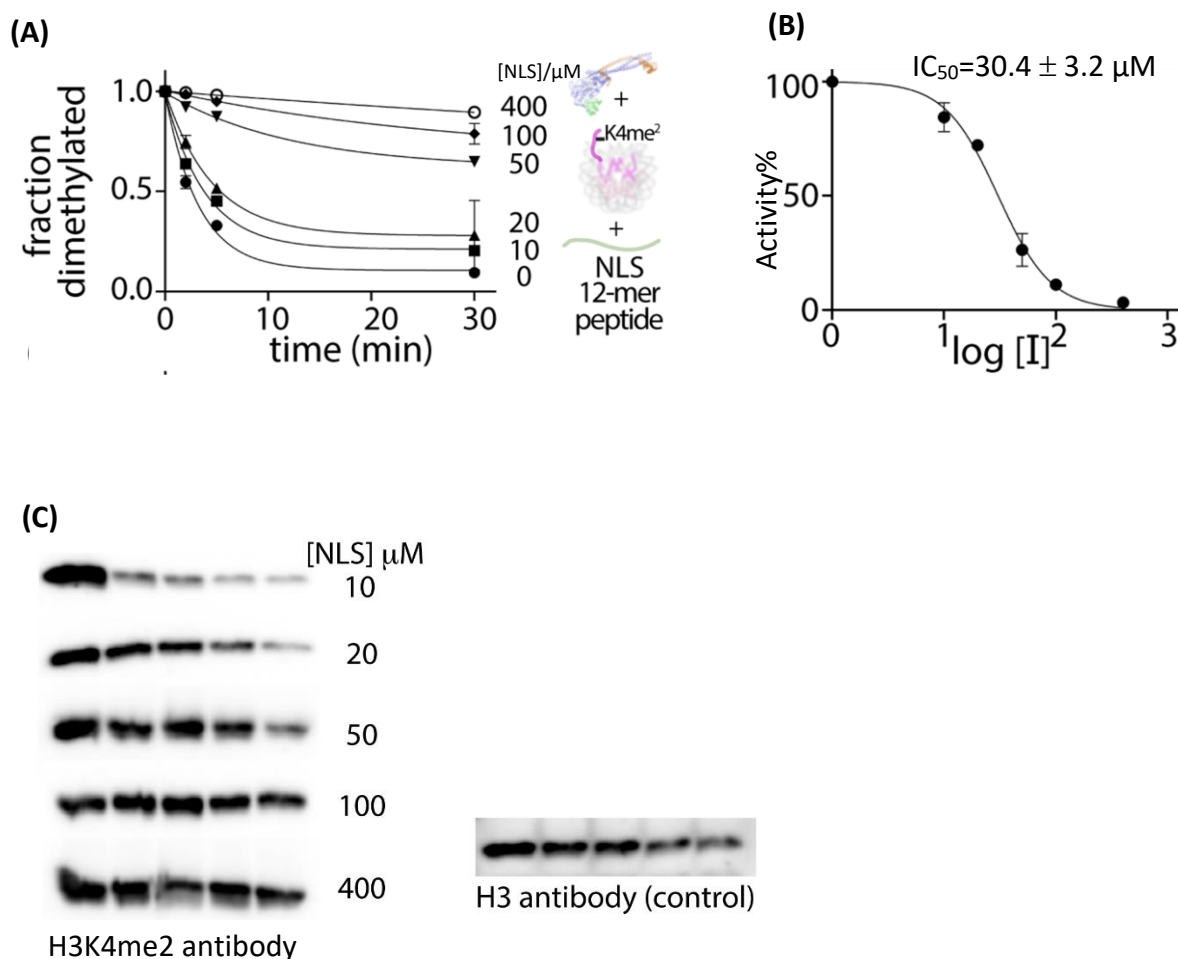 (A)
[NLS]/µM
1.0
0.5
0.0
fraction
dimethylated
0
10
20
30
time (min)
400
100
50
20
10
0
+
K4me²
+
NLS
12-mer
peptide
(B)
IC₅₀=30.4 ± 3.2 µM
100
50
0
Activity%
0
1
2
3
log [I]
(C)
[NLS] µM
10
20
50
100
400
H3K4me2 antibody
H3 antibody (control)